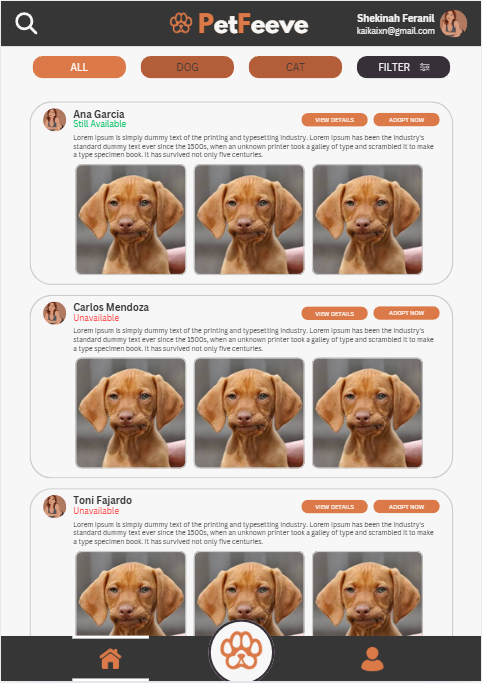 PetFeeve
Shekinah Feranil
kaikaixn@gmail.com
ALL
DOG
CAT
FILTER
Ana Garcia
Still Available
VIEW DETAILS
ADOPT NOW
Lorem Ipsum is simply dummy text of the printing and typesetting industry. Lorem Ipsum has been the industry's
standard dummy text ever since the 1500s, when an unknown printer took a galley of type and scrambled it to make
a type specimen book. It has survived not only five centuries.
Carlos Mendoza
Unavailable
VIEW DETAILS
ADOPT NOW
Lorem Ipsum is simply dummy text of the printing and typesetting industry. Lorem Ipsum has been the industry's
standard dummy text ever since the 1500s, when an unknown printer took a galley of type and scrambled it to make
a type specimen book. It has survived not only five centuries.
Toni Fajardo
Unavailable
VIEW DETAILS
ADOPT NOW
Lorem Ipsum is simply dummy text of the printing and typesetting industry. Lorem Ipsum has been the industry's
standard dummy text ever since the 1500s, when an unknown printer took a galley of type and scrambled it to make
a type specimen book. It has survived not only five centuries.